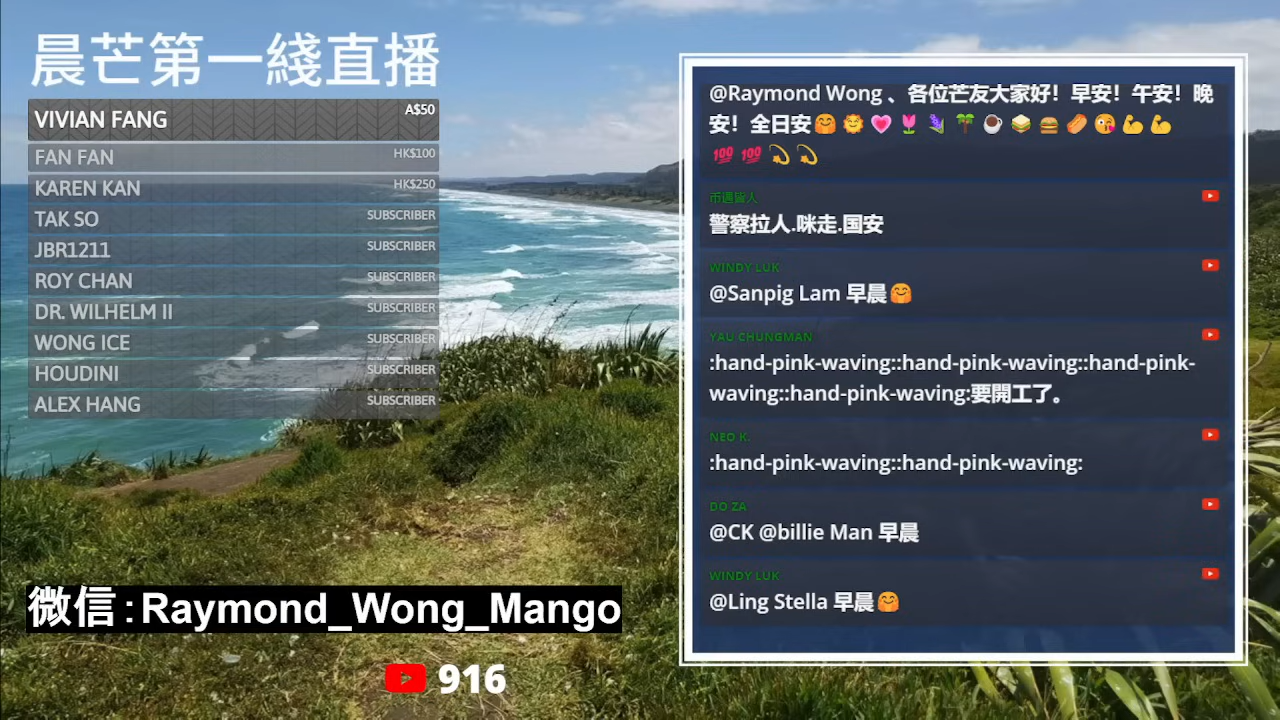 晨芒第一綫直播
VIVIAN FANG A$50
FAN FAN HK$100
KAREN KAN HK$250
TAK SO SUBSCRIBER
JBR1211 SUBSCRIBER
ROY CHAN SUBSCRIBER
DR. WILHELM II SUBSCRIBER
WONG ICE SUBSCRIBER
HOUDINI SUBSCRIBER
ALEX HANG SUBSCRIBER
微信:Raymond_Wong_Mango
916
@Raymond Wong 、各位芒友大家好！早安！午安！晚
安！全日安🤗🌞💗🌷🪻🌴☕🥪🍔🌭😘💪💪
💯💯💫💫
币週皆人
警察拉人.咪走.国安
WINDY LUK
@Sanpig Lam 早晨🤗
YAU CHUNGMAN
:hand-pink-waving::hand-pink-waving::hand-pink-
waving::hand-pink-waving:要開工了。
NEO K.
:hand-pink-waving::hand-pink-waving:
DO ZA
@CK @billie Man 早晨
WINDY LUK
@Ling Stella 早晨🤗